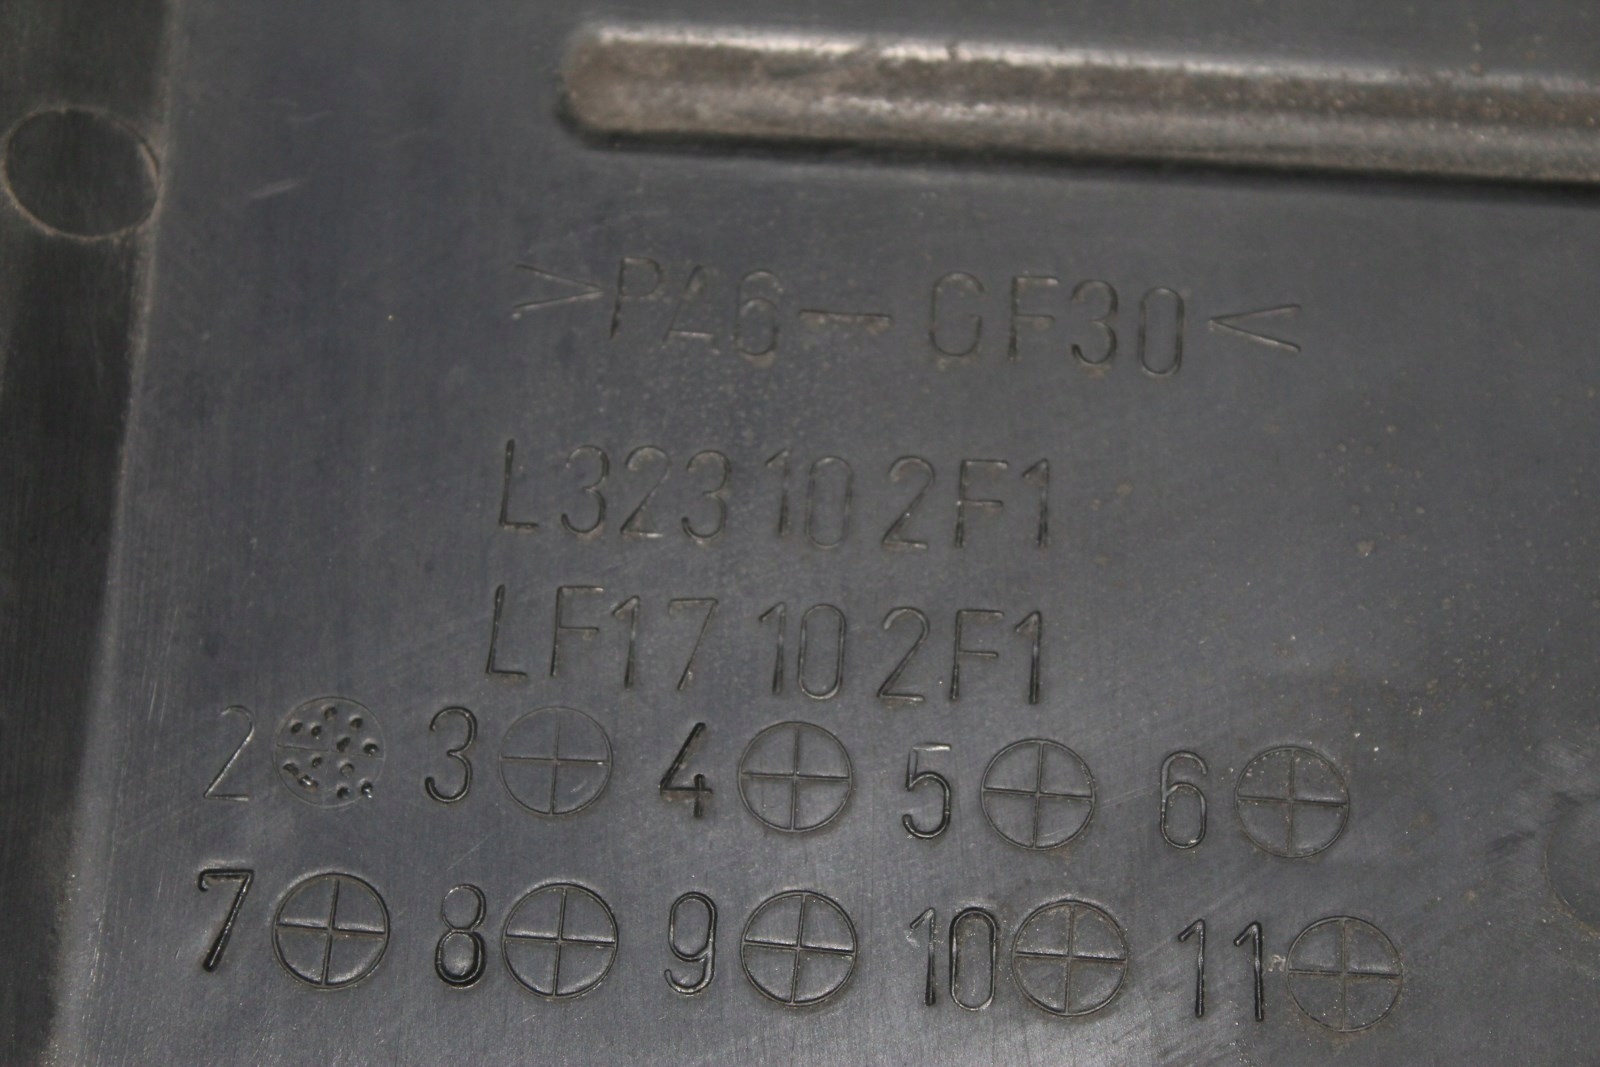 >PA6-GF30<
L323 10 2F1
LF17 10 2F1
2 3 4 5 6
7 8 9 10 11